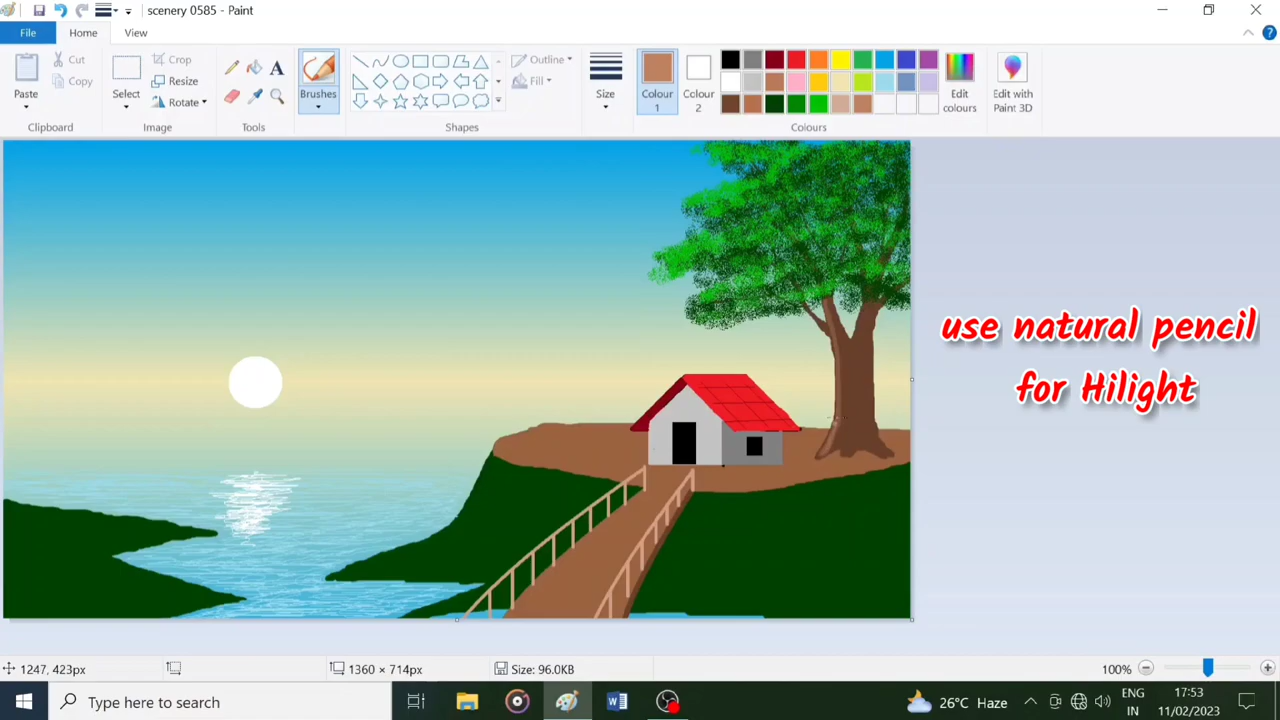 scenery 0585 - Paint
File
Home
View
Paste
Cut
Copy
Clipboard
Select
Crop
Resize
Rotate
Image
A
Tools
Brushes
Outline
Fill
Shapes
Size
Colour
1
Colour
2
Edit
colours
Edit with
Paint 3D
Colours
use natural pencil
for Hilight
1247, 423px
1360 × 714px
Size: 96.0KB
100%
Type here to search
26°C Haze
ENG
IN
17:53
11/02/2023